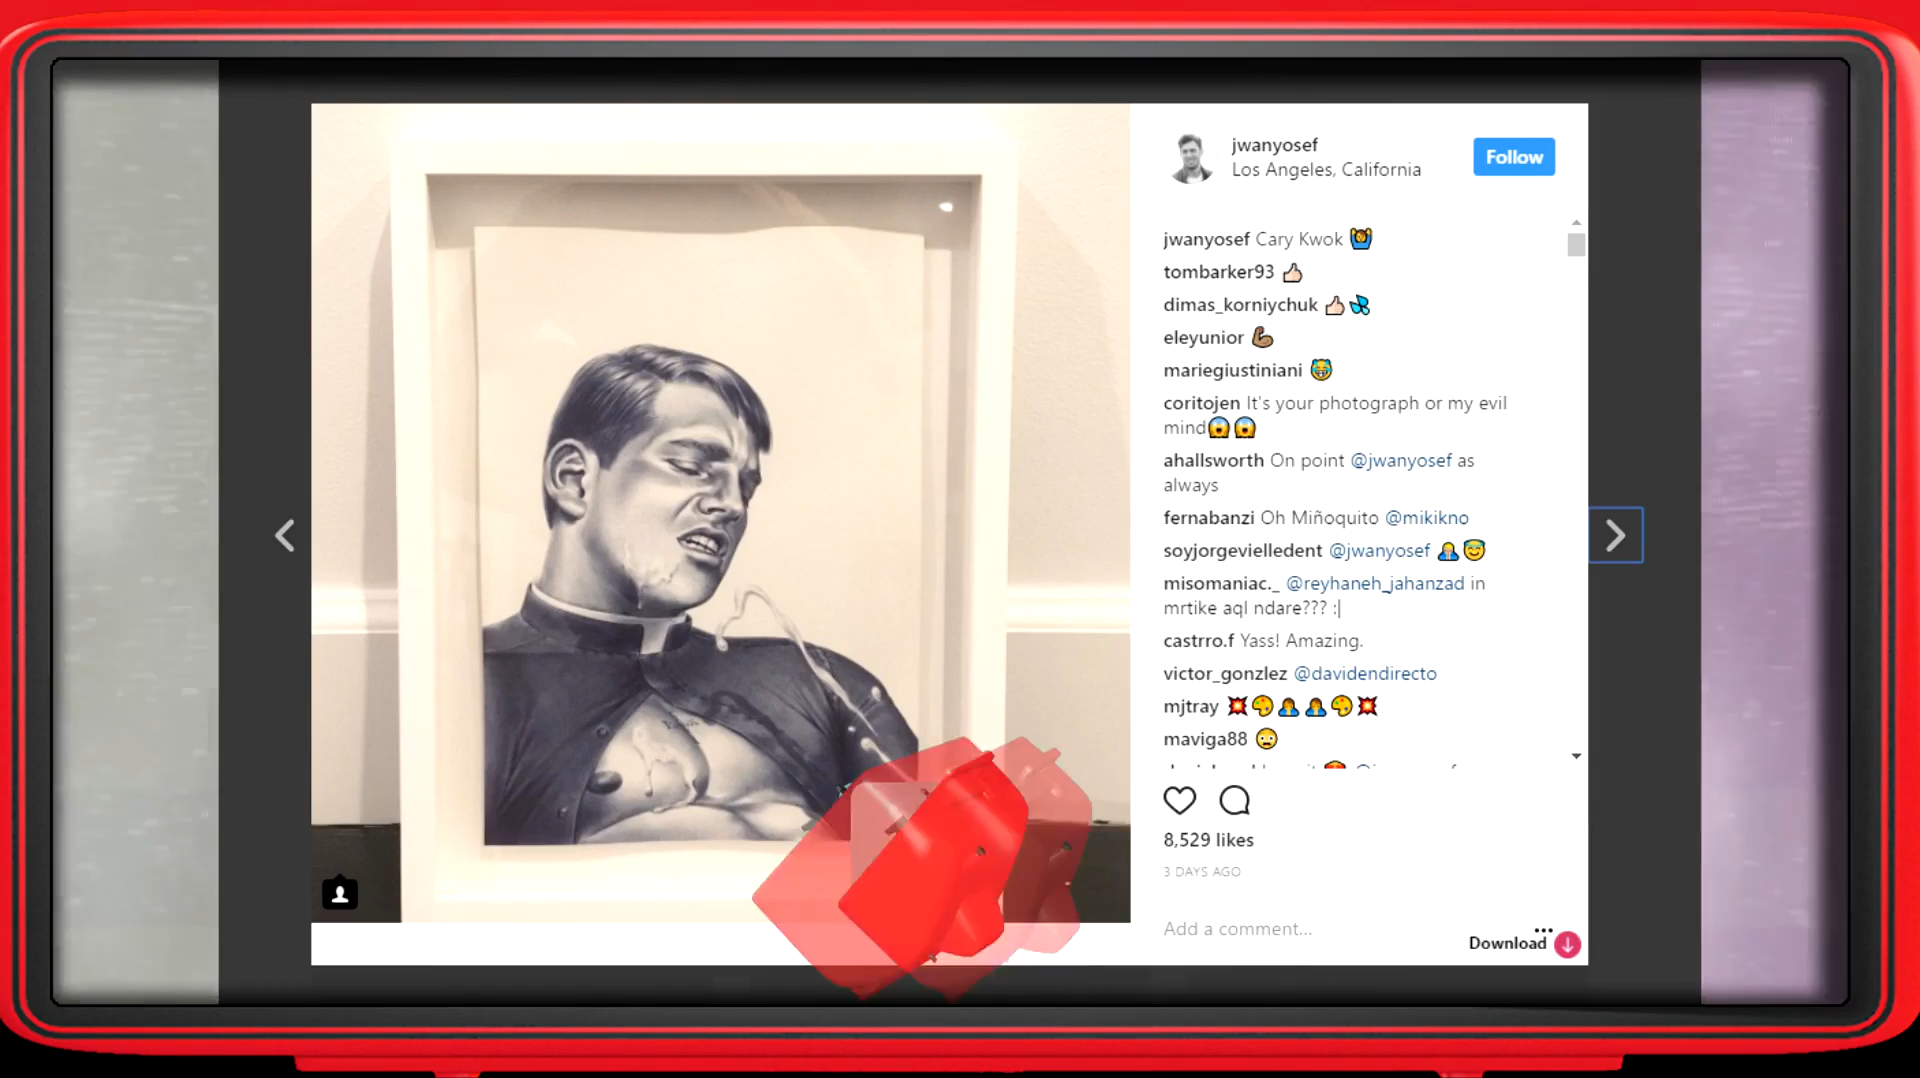 jwanyosef
Los Angeles, California
Follow
jwanyosef Cary Kwok
tombarker93
dimas_korniychuk
eleyunior
mariegiustiniani
coritojen It's your photograph or my evil
mind
ahallsworth On point @jwanyosef as
always
fernabanzi Oh Miñoquito @mikikno
soyjorgevielledent @jwanyosef
misomaniac._ @reyhaneh_jahanzad in
mrtike aql ndare??? :|
castrro.f Yass! Amazing.
victor_gonzlez @davidendirecto
mjtray
maviga88
8,529 likes
3 DAYS AGO
Add a comment...
Download